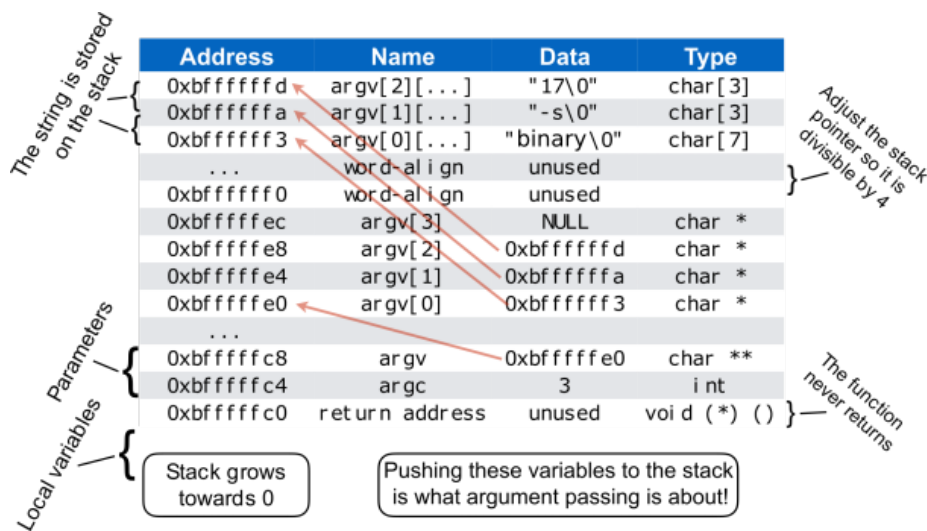 The string is stored
on the stack
Address Name Data Type
0xbffffffd argv[2][...] "17\0" char[3]
0xbffffffa argv[1][...] "-s\0" char[3]
0xbffffff3 argv[0][...] "binary\0" char[7]
... word-align unused
0xbffffff0 word-align unused
0xbfffffec argv[3] NULL char *
0xbfffffe8 argv[2] 0xbffffffd char *
0xbfffffe4 argv[1] 0xbffffffa char *
0xbfffffe0 argv[0] 0xbffffff3 char *
...
0xbfffffc8 argv 0xbfffffe0 char **
0xbfffffc4 argc 3 int
0xbfffffc0 return address unused void (*) ()
Adjust the stack
pointer so it is
divisible by 4
Parameters
Local variables
The function
never returns
Stack grows
towards 0
Pushing these variables to the stack
is what argument passing is about!